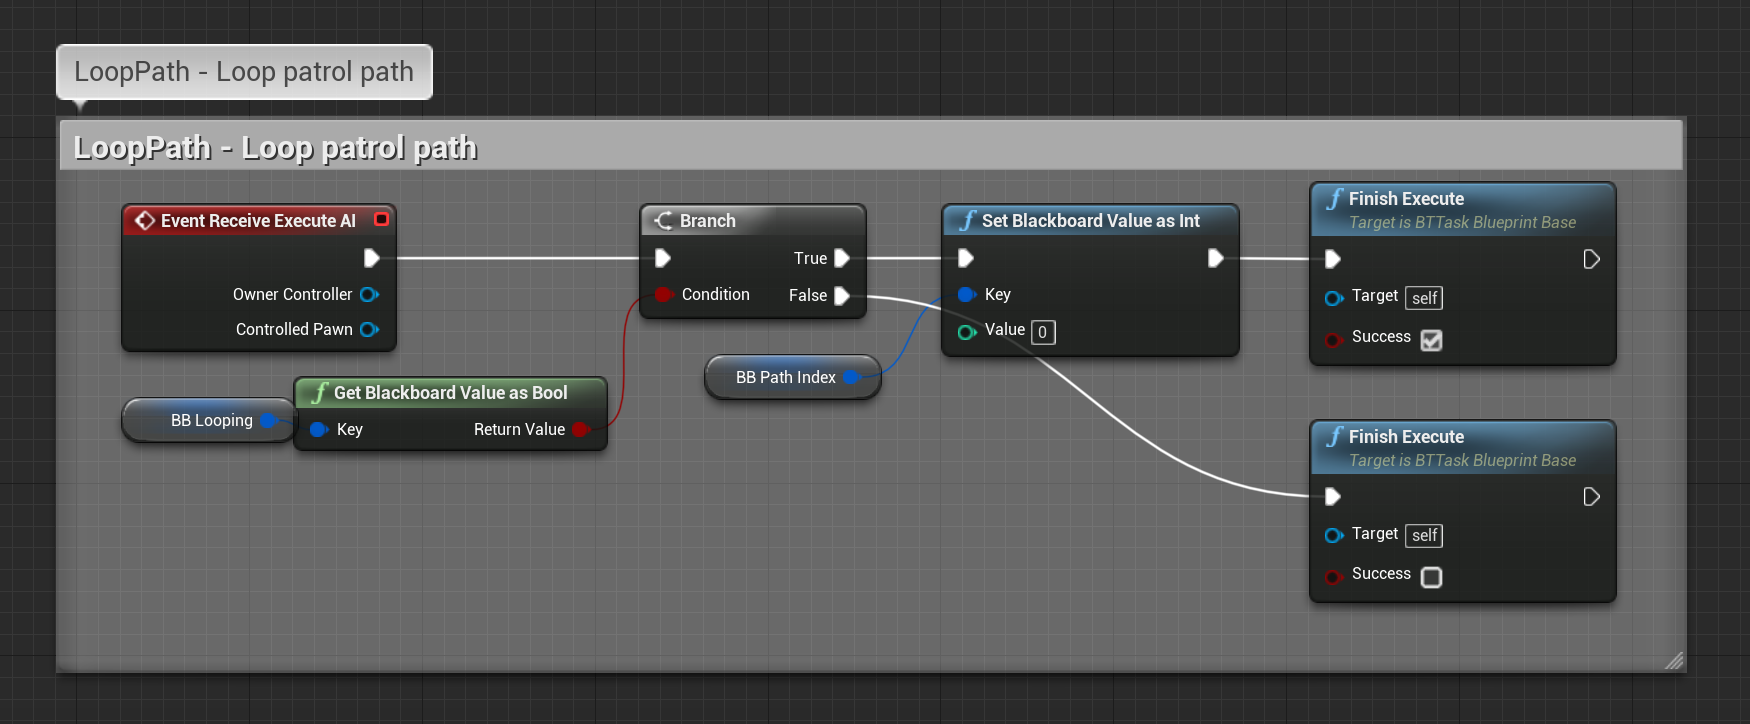 LoopPath - Loop patrol path
LoopPath - Loop patrol path
Event Receive Execute AI
Owner Controller
Controlled Pawn
BB Looping
Get Blackboard Value as Bool
Key
Return Value
Branch
True
Condition
False
BB Path Index
Set Blackboard Value as Int
Key
Value 0
Finish Execute
Target is BTTask Blueprint Base
Target self
Success
Finish Execute
Target is BTTask Blueprint Base
Target self
Success